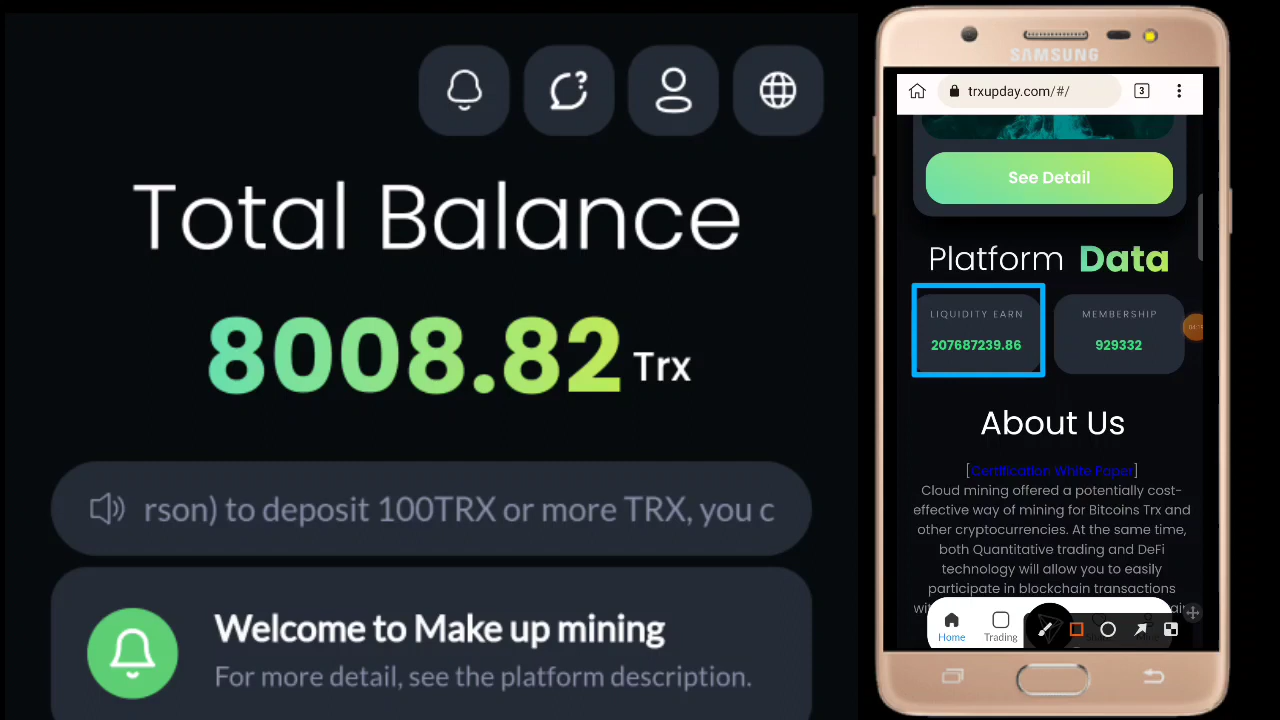 Total Balance
8008.82 Trx
rson) to deposit 100TRX or more TRX, you c
Welcome to Make up mining
For more detail, see the platform description.
SAMSUNG
trxupday.com/#/
3
See Detail
Platform Data
LIQUIDITY EARN
207687239.86
MEMBERSHIP
929332
About Us
[Certification White Paper]
Cloud mining offered a potentially cost-
effective way of mining for Bitcoins Trx and
other cryptocurrencies. At the same time,
both Quantitative trading and DeFi
technology will allow you to easily
participate in blockchain transactions
Home
Trading